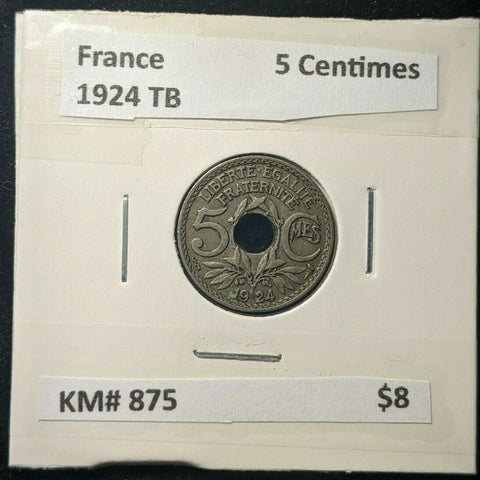 France 5 Centimes
1924 TB
LIBERTE·EGALITE
FRATERNITE
5 CMES
1924
KM# 875 $8